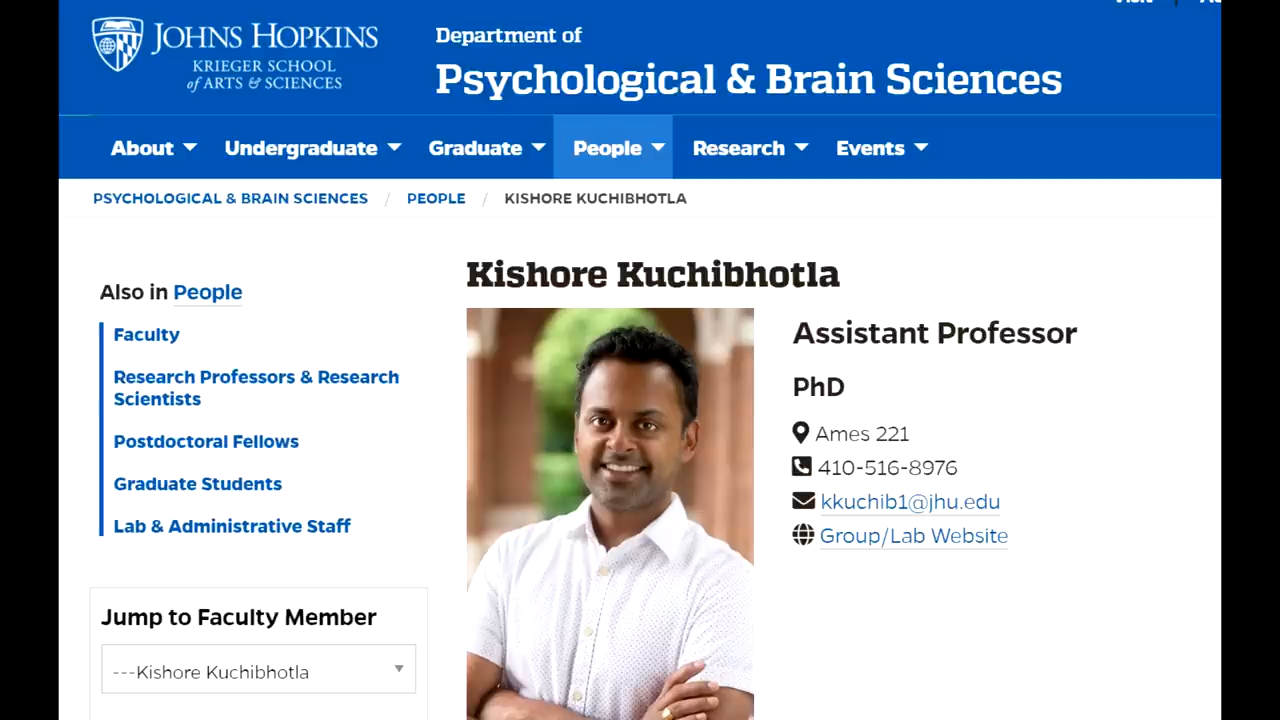 JOHNS HOPKINS
KRIEGER SCHOOL
of ARTS & SCIENCES
Department of
Psychological & Brain Sciences
About
Undergraduate
Graduate
People
Research
Events
PSYCHOLOGICAL & BRAIN SCIENCES / PEOPLE / KISHORE KUCHIBHOTLA
Also in People
Faculty
Research Professors & Research
Scientists
Postdoctoral Fellows
Graduate Students
Lab & Administrative Staff
Jump to Faculty Member
---Kishore Kuchibhotla
Kishore Kuchibhotla
Assistant Professor
PhD
Ames 221
410-516-8976
kkuchib1@jhu.edu
Group/Lab Website